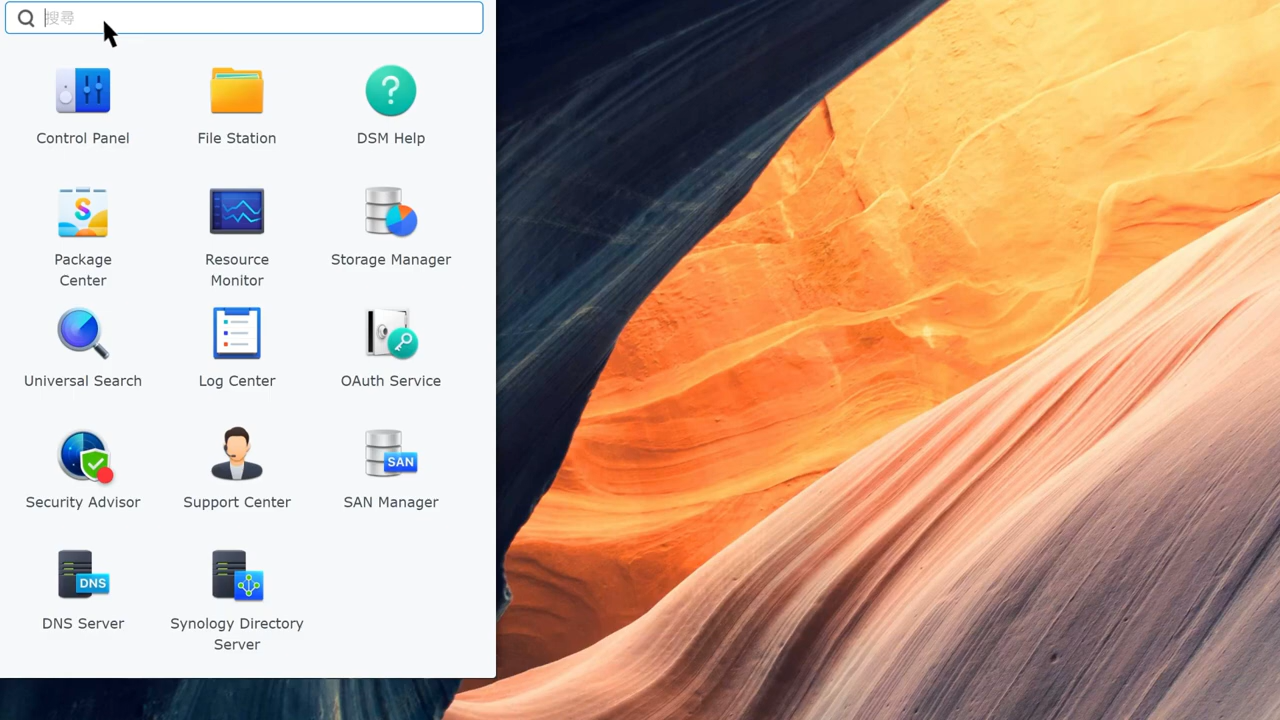 搜尋
Control Panel
File Station
DSM Help
Package
Center
Resource
Monitor
Storage Manager
Universal Search
Log Center
OAuth Service
Security Advisor
Support Center
SAN
SAN Manager
DNS
DNS Server
Synology Directory
Server